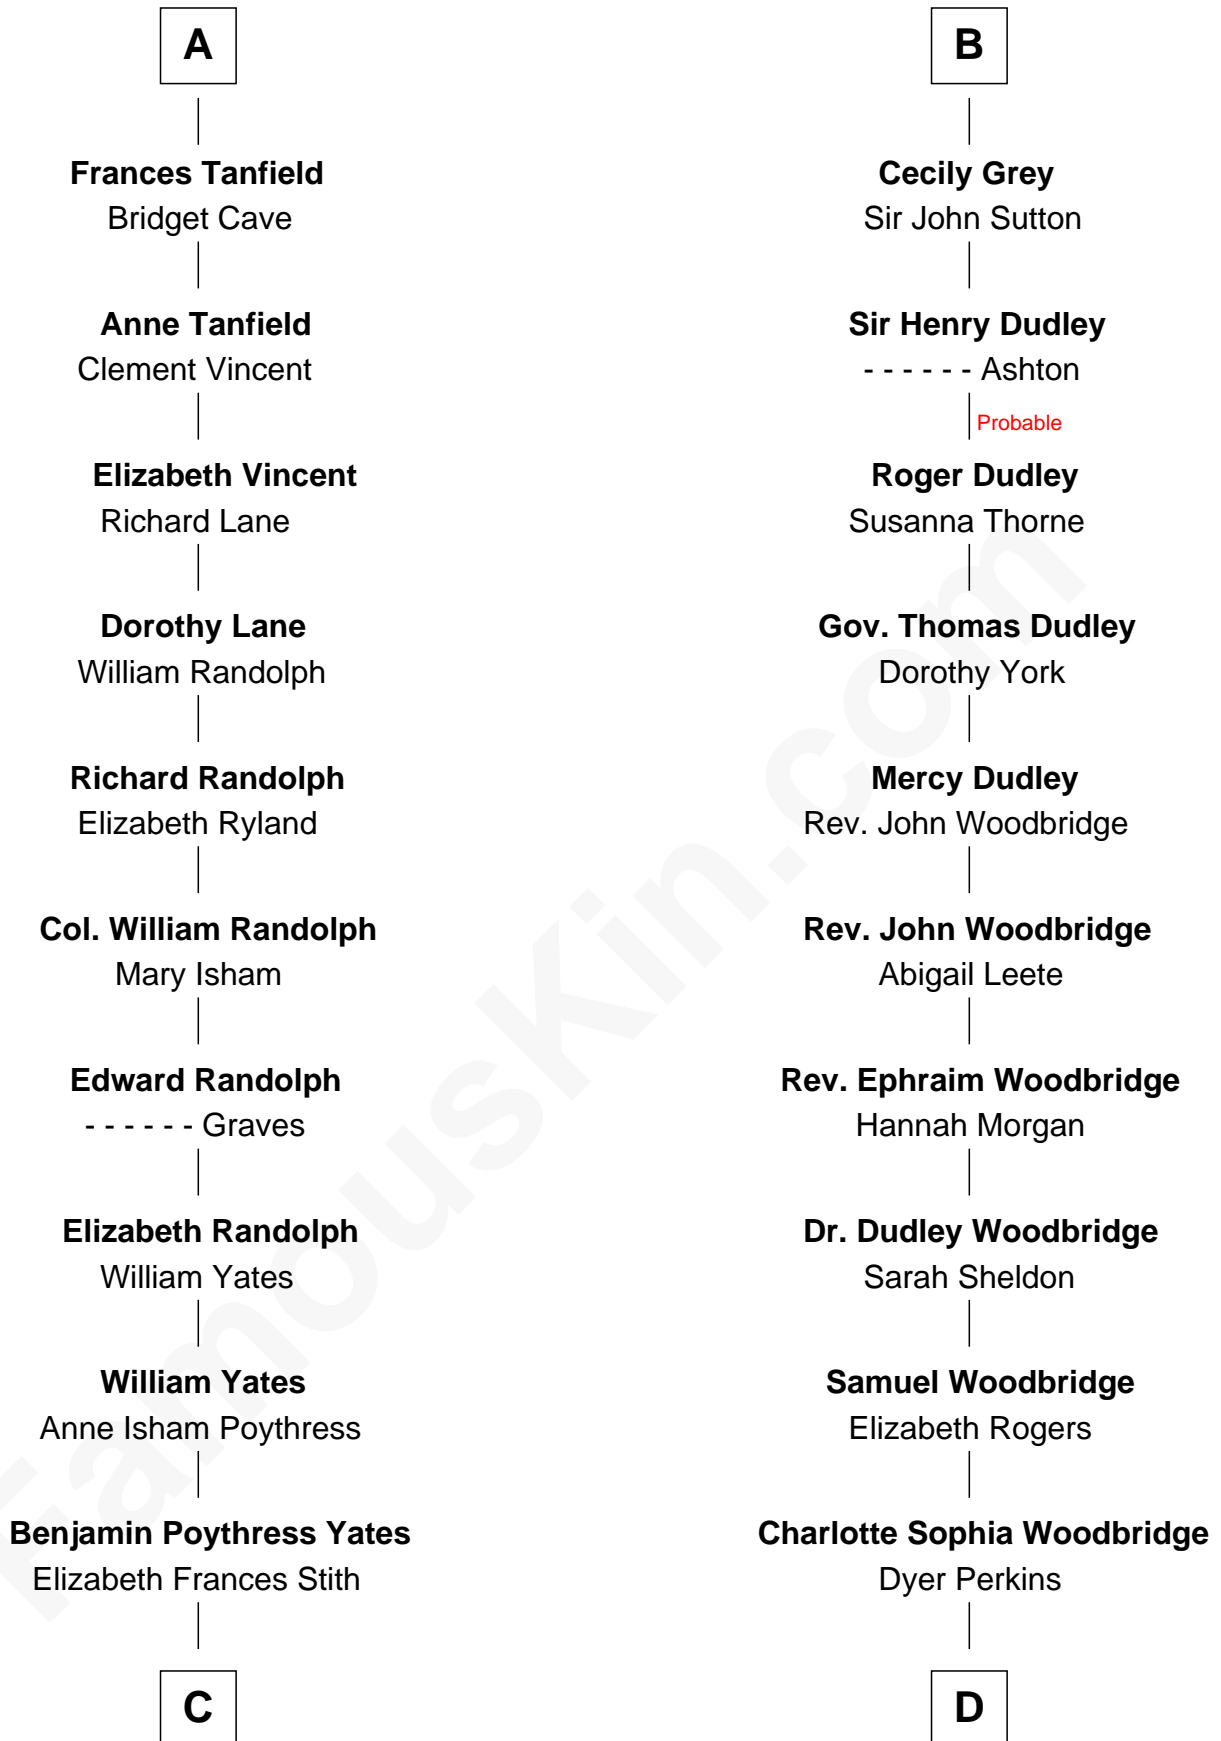 A
Frances Tanfield
Bridget Cave
Anne Tanfield
Clement Vincent
Elizabeth Vincent
Richard Lane
Dorothy Lane
William Randolph
Richard Randolph
Elizabeth Ryland
Col. William Randolph
Mary Isham
Edward Randolph
- - - - - - Graves
Elizabeth Randolph
William Yates
William Yates
Anne Isham Poythress
Benjamin Poythress Yates
Elizabeth Frances Stith
C
B
Cecily Grey
Sir John Sutton
Sir Henry Dudley
- - - - - - Ashton
Probable
Roger Dudley
Susanna Thorne
Gov. Thomas Dudley
Dorothy York
Mercy Dudley
Rev. John Woodbridge
Rev. John Woodbridge
Abigail Leete
Rev. Ephraim Woodbridge
Hannah Morgan
Dr. Dudley Woodbridge
Sarah Sheldon
Samuel Woodbridge
Elizabeth Rogers
Charlotte Sophia Woodbridge
Dyer Perkins
D
FamousKin.com